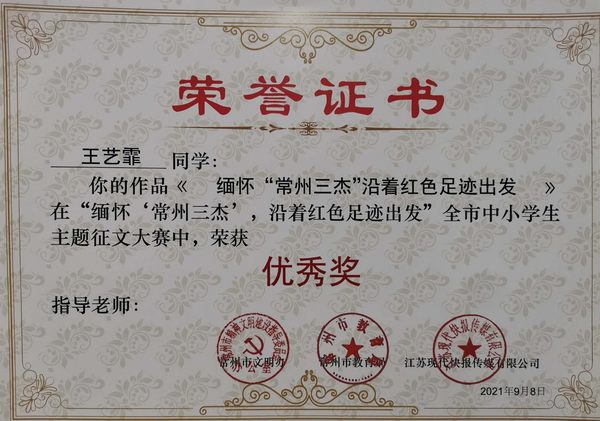 荣誉证书
王艺霏 同学：
你的作品《 缅怀“常州三杰”沿着红色足迹出发 》
在“缅怀‘常州三杰’，沿着红色足迹出发”全市中小学生
主题征文大赛中，荣获
优秀奖
指导老师：
常州市文明办 常州市教育局 江苏现代快报传媒有限公司
2021年9月8日